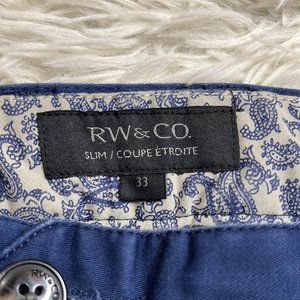 RW&CO.
SLIM / COUPE ÉTROITE
33